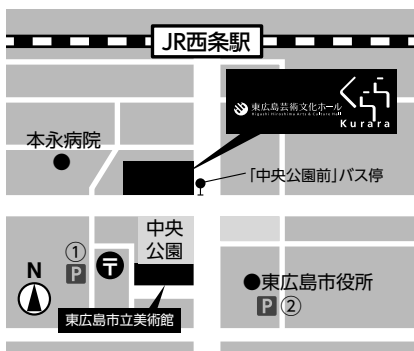 JR西条駅
東広島芸術文化ホール
Higashi Hiroshima Arts & Culture Hall
くらら
Kurara
本永病院
「中央公園前」バス停
中央
公園
①
P
〒
N
東広島市立美術館
東広島市役所
P②